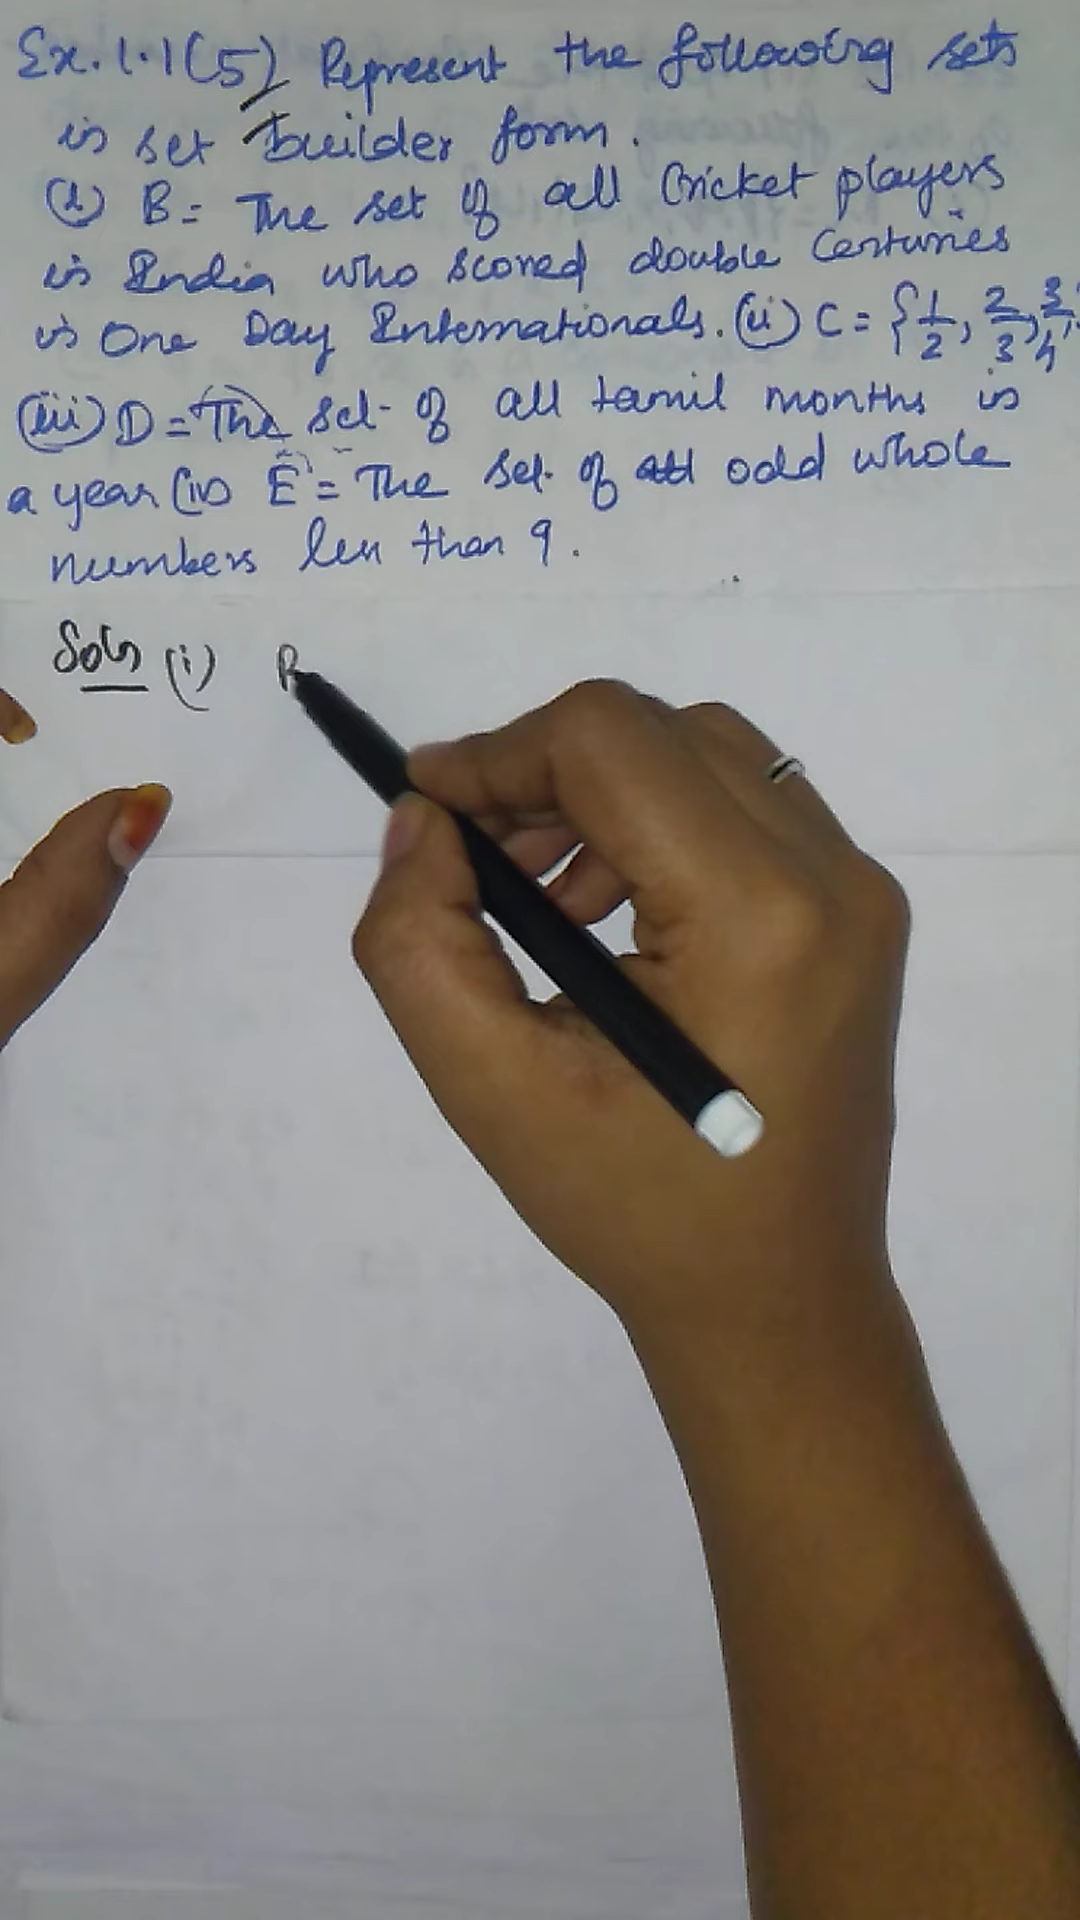 Ex. 1.1(5) Represent the following sets
in set builder form.
(i) B = The set of all Cricket players
in India who scored double Centuries
in One Day Internationals. (ii) C = {1/2, 2/3, 3/4,
(iii) D = The set of all tamil months in
a year (iv) E = The set of odd whole
numbers less than 9.
Soln (i) B